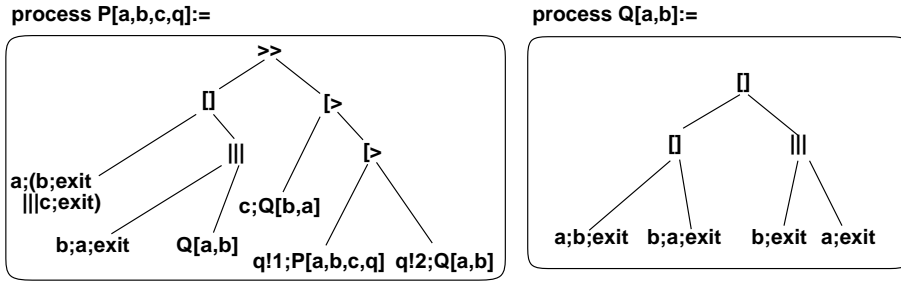 process P[a,b,c,q]:=
>>
[]
[>
|||
[>
a;(b;exit
|||c;exit)
b;a;exit
Q[a,b]
c;Q[b,a]
q!1;P[a,b,c,q]
q!2;Q[a,b]
process Q[a,b]:=
[]
[]
|||
a;b;exit
b;a;exit
b;exit
a;exit